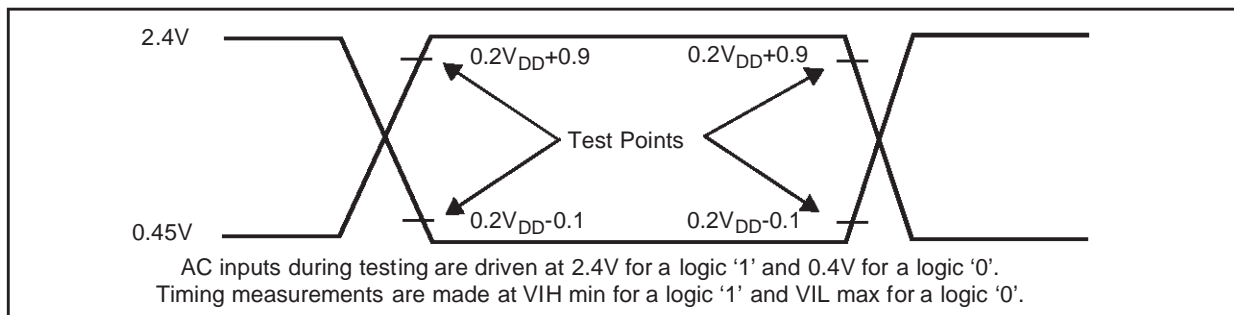 2.4V
0.2VDD+0.9 0.2VDD+0.9
Test Points
0.2VDD-0.1 0.2VDD-0.1
0.45V
AC inputs during testing are driven at 2.4V for a logic ‘1’ and 0.4V for a logic ‘0’.
Timing measurements are made at VIH min for a logic ‘1’ and VIL max for a logic ‘0’.